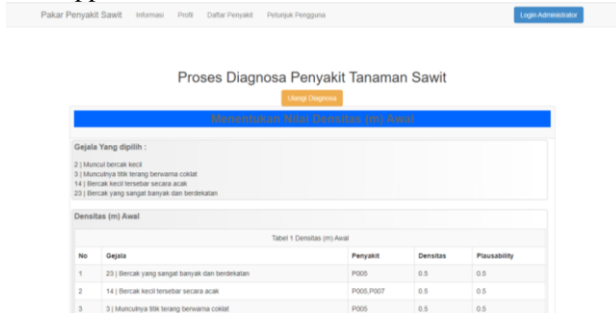 Pakar Penyakit Sawit Informasi Profil Daftar Penyakit Petunjuk Pengguna Login Administrator
Proses Diagnosa Penyakit Tanaman Sawit
Ulangi Diagnosa
Menentukan Nilai Densitas (m) Awal
Gejala Yang dipilih :
2 | Muncul bercak kecil
3 | Munculnya titik terang berwarna coklat
14 | Bercak kecil tersebar secara acak
23 | Bercak yang sangat banyak dan berdekatan
Densitas (m) Awal
Tabel 1 Densitas (m) Awal
No Gejala Penyakit Densitas Plausability
1 23 | Bercak yang sangat banyak dan berdekatan P005 0.5 0.5
2 14 | Bercak kecil tersebar secara acak P005,P007 0.5 0.5
3 3 | Munculnya titik terang berwarna coklat P005 0.5 0.5